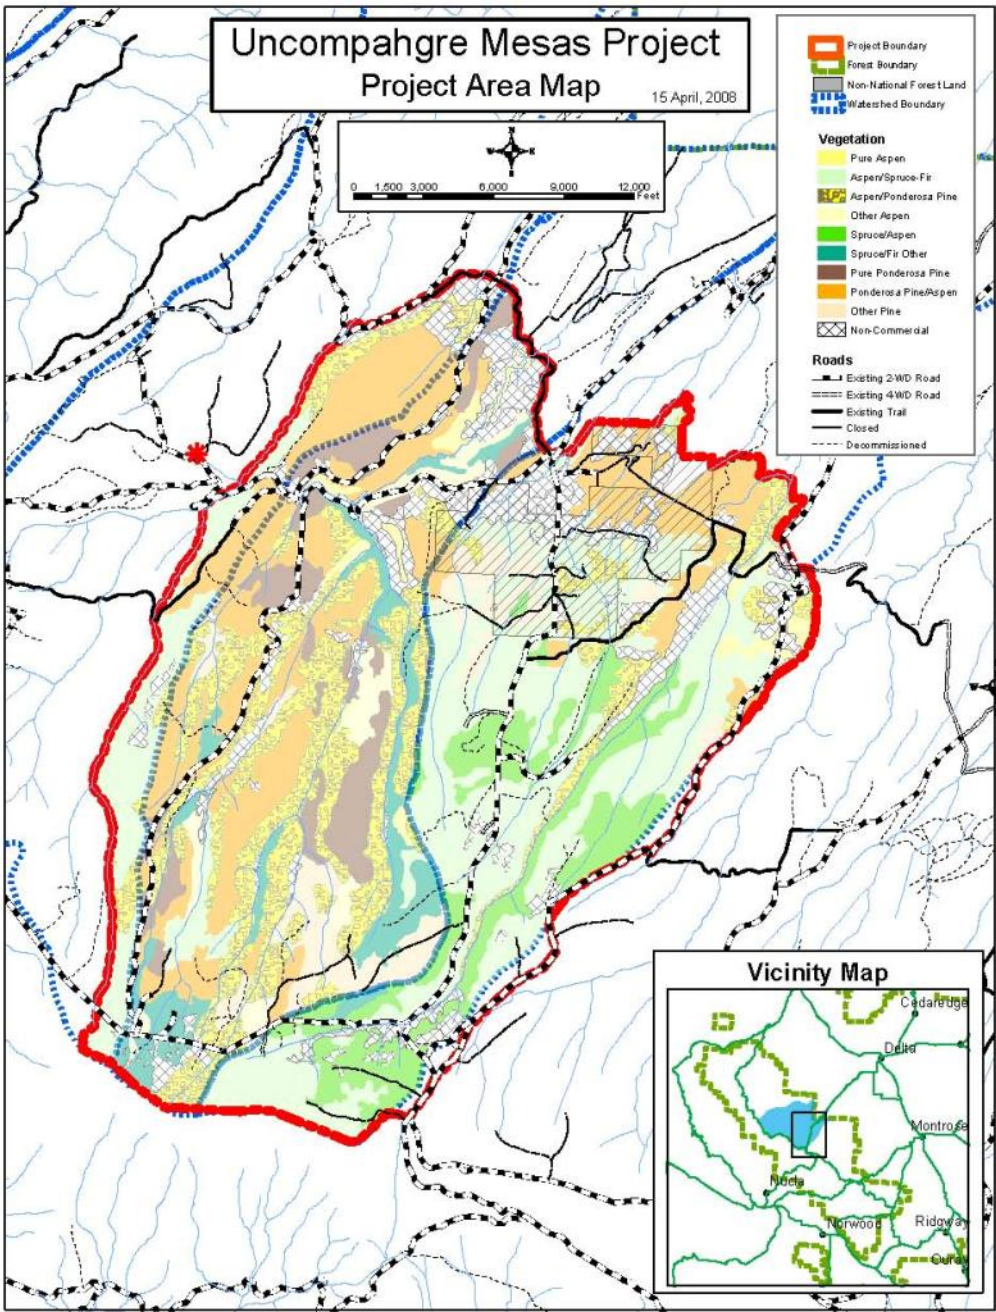 Uncompahgre Mesas Project
Project Area Map
15 April, 2008
N
W E
S
0 1,500 3,000 6,000 9,000 12,000
Feet
Project Boundary
Forest Boundary
Non-National Forest Land
Watershed Boundary
Vegetation
Pure Aspen
Aspen/Spruce-Fir
Aspen/Ponderosa Pine
Other Aspen
Spruce/Aspen
Spruce/Fir Other
Pure Ponderosa Pine
Ponderosa Pine/Aspen
Other Pine
Non-Commercial
Roads
Existing 2-WD Road
Existing 4-WD Road
Existing Trail
Closed
Decommissioned
Vicinity Map
Cedaredge
Delta
Montrose
Nucla
Norwood
Ridgway
Ouray